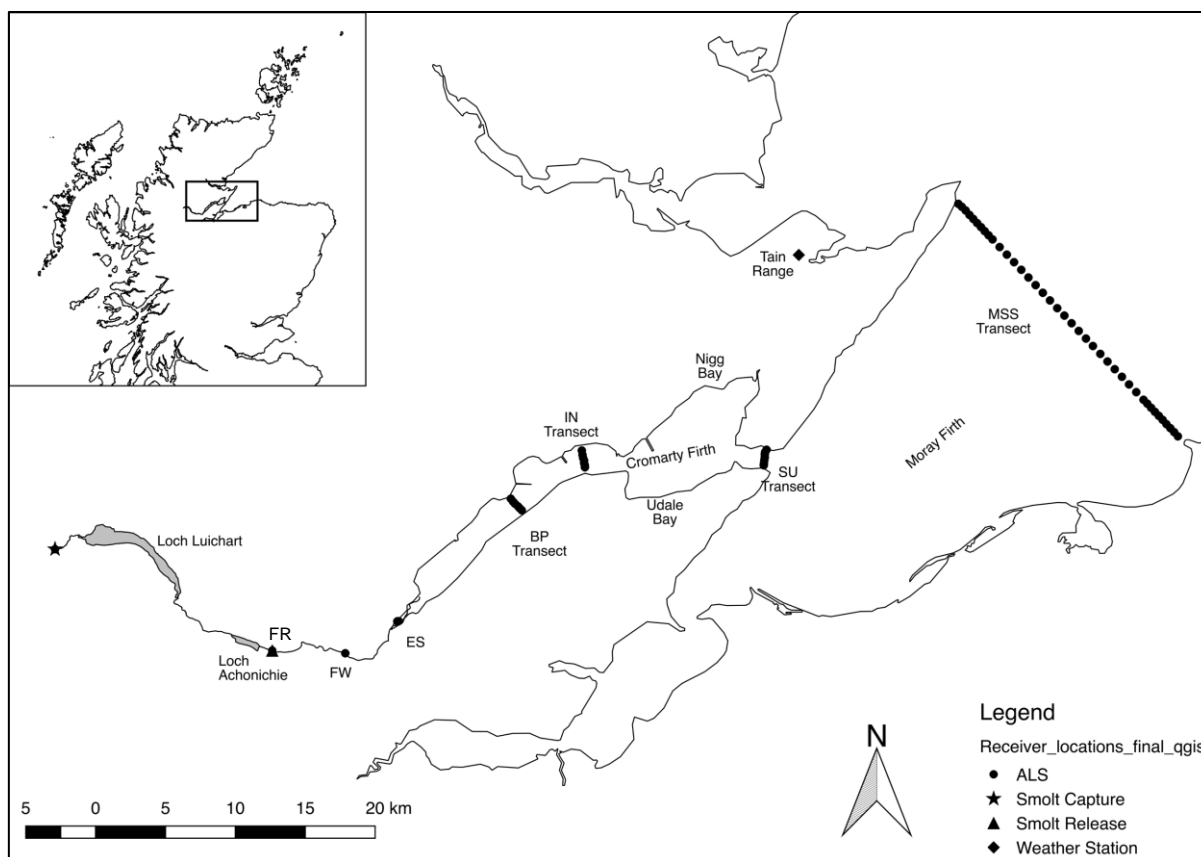 Tain
Range
MSS
Transect
Nigg
Bay
IN
Transect
Cromarty Firth
Moray Firth
SU
Transect
Udale
Bay
BP
Transect
Loch Luichart
ES
FR
FW
Loch
Achonichie
Legend
N
Receiver_locations_final_qgis
ALS
Smolt Capture
Smolt Release
Weather Station
5 0 5 10 15 20 km